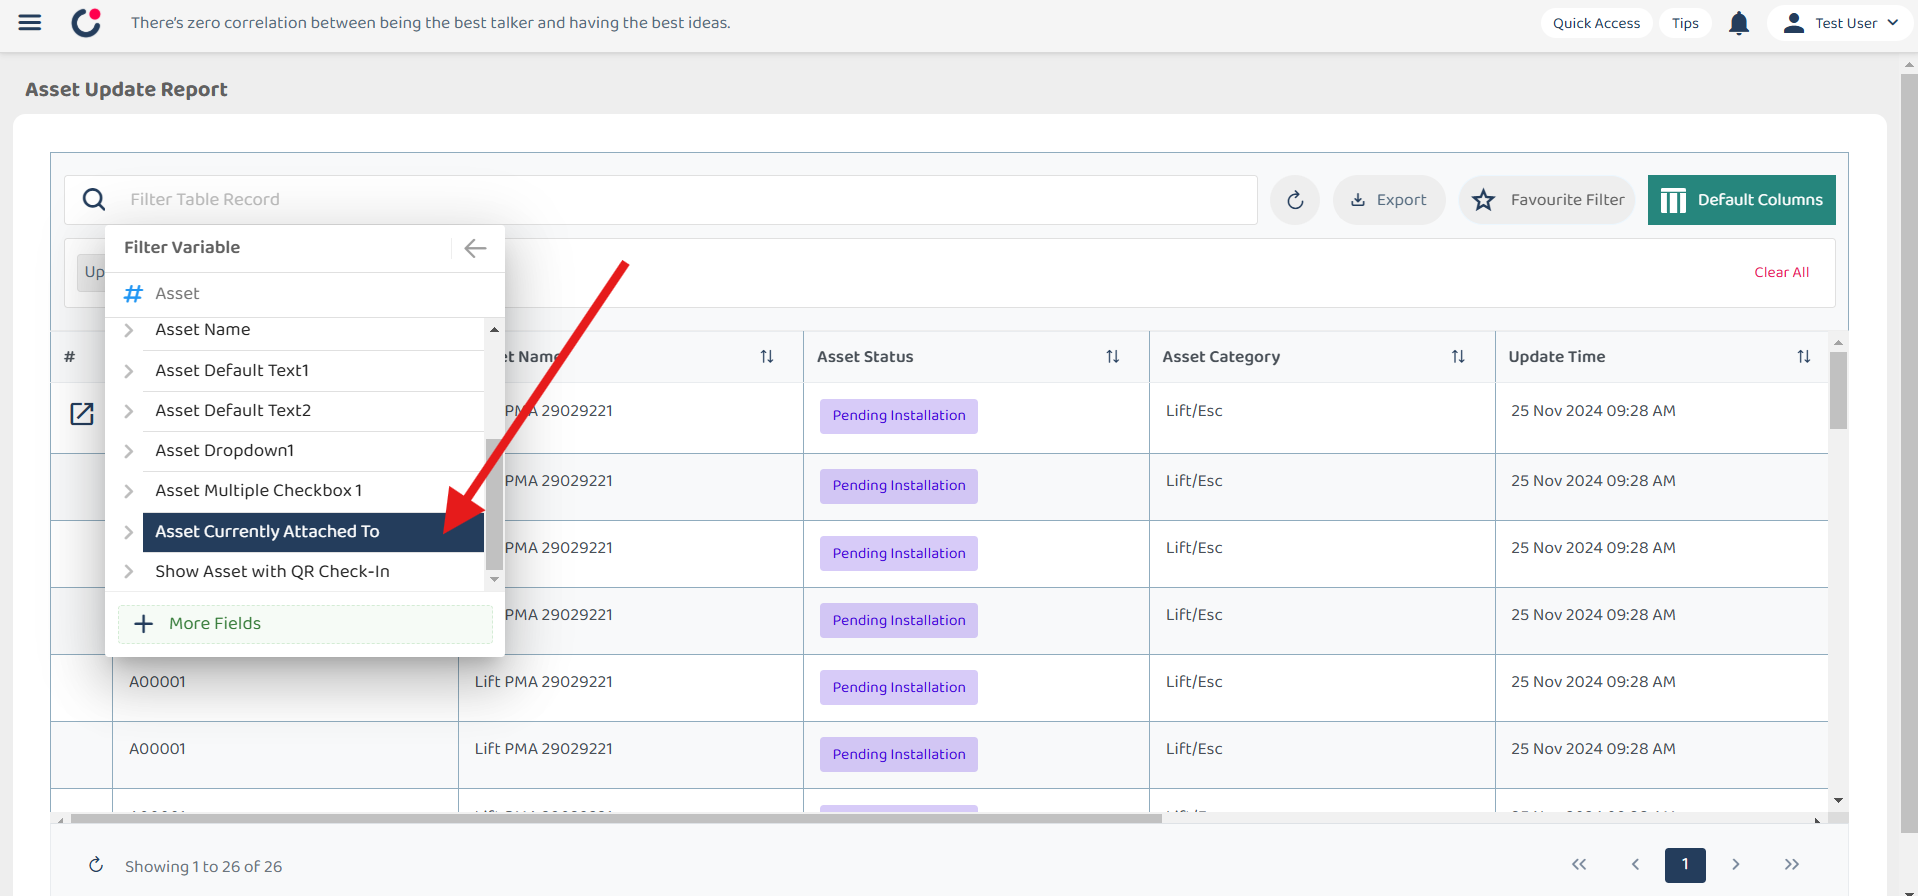 There's zero correlation between being the best talker and having the best ideas.
Quick Access
Tips
Test User
Asset Update Report
Filter Table Record
Export
Favourite Filter
Default Columns
Filter Variable
Up
Clear All
# Asset
Asset Name
Asset Default Text1
Asset Default Text2
Asset Dropdown1
Asset Multiple Checkbox 1
Asset Currently Attached To
Show Asset with QR Check-In
+ More Fields
# et Name Asset Status Asset Category Update Time
PMA 29029221 Pending Installation Lift/Esc 25 Nov 2024 09:28 AM
PMA 29029221 Pending Installation Lift/Esc 25 Nov 2024 09:28 AM
PMA 29029221 Pending Installation Lift/Esc 25 Nov 2024 09:28 AM
PMA 29029221 Pending Installation Lift/Esc 25 Nov 2024 09:28 AM
A00001 Lift PMA 29029221 Pending Installation Lift/Esc 25 Nov 2024 09:28 AM
A00001 Lift PMA 29029221 Pending Installation Lift/Esc 25 Nov 2024 09:28 AM
Showing 1 to 26 of 26
1